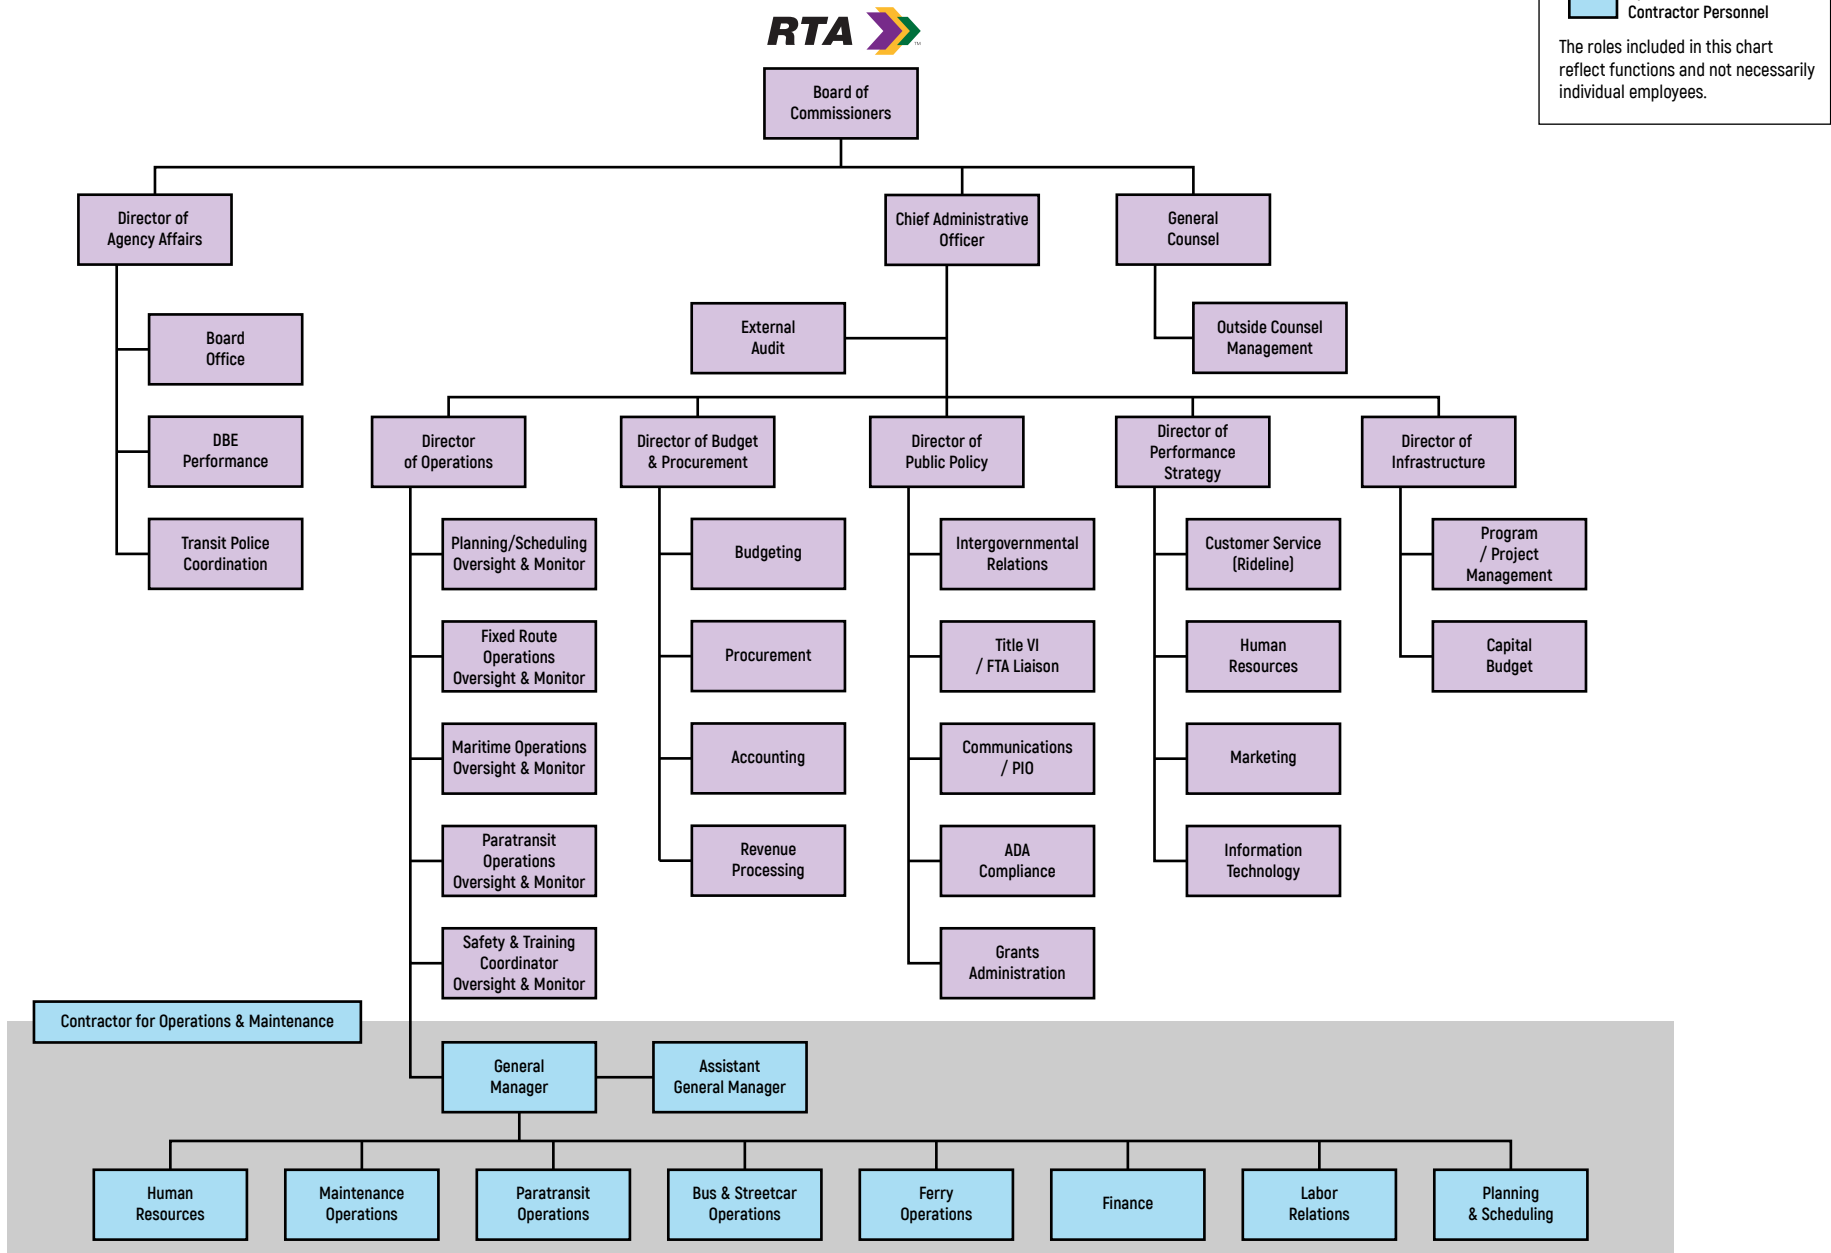 RTA
TM
Contractor Personnel
The roles included in this chart
reflect functions and not necessarily
individual employees.
Board of
Commissioners
Director of
Agency Affairs
Chief Administrative
Officer
General
Counsel
External
Audit
Outside Counsel
Management
Board
Office
DBE
Performance
Transit Police
Coordination
Director
of Operations
Director of Budget
& Procurement
Director of
Public Policy
Director of
Performance
Strategy
Director of
Infrastructure
Planning/Scheduling
Oversight & Monitor
Fixed Route
Operations
Oversight & Monitor
Maritime Operations
Oversight & Monitor
Paratransit
Operations
Oversight & Monitor
Safety & Training
Coordinator
Oversight & Monitor
Budgeting
Procurement
Accounting
Revenue
Processing
Intergovernmental
Relations
Title VI
/ FTA Liaison
Communications
/ PIO
ADA
Compliance
Grants
Administration
Customer Service
(Rideline)
Human
Resources
Marketing
Information
Technology
Program
/ Project
Management
Capital
Budget
Contractor for Operations & Maintenance
General
Manager
Assistant
General Manager
Human
Resources
Maintenance
Operations
Paratransit
Operations
Bus & Streetcar
Operations
Ferry
Operations
Finance
Labor
Relations
Planning
& Scheduling